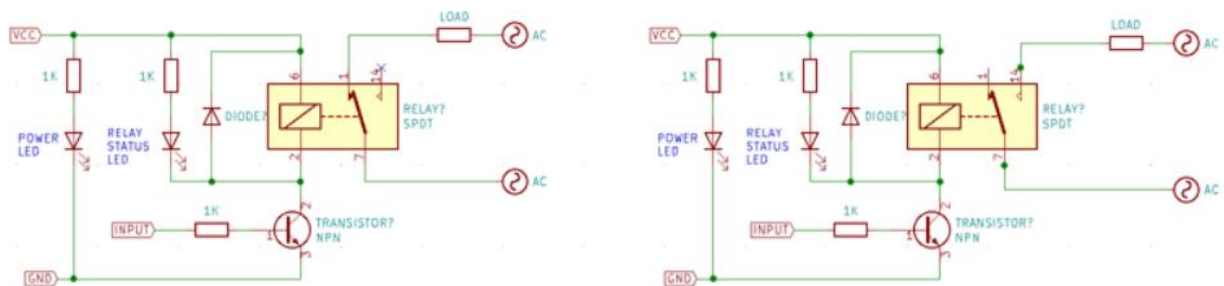 LOAD
VCC
AC
1K
1K
6
1
14
DIODE?
RELAY?
SPDT
POWER
LED
RELAY
STATUS
LED
2
7
AC
1K
2
INPUT
1
TRANSISTOR?
NPN
3
GND
LOAD
VCC
AC
1K
1K
6
1
14
DIODE?
RELAY?
SPDT
POWER
LED
RELAY
STATUS
LED
2
7
AC
1K
2
INPUT
1
TRANSISTOR?
NPN
3
GND